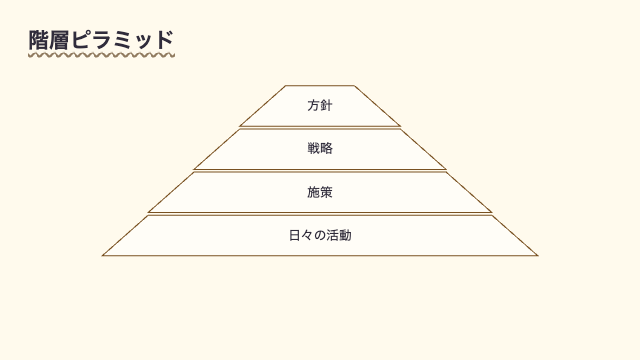 階層ピラミッド
方針
戦略
施策
日々の活動